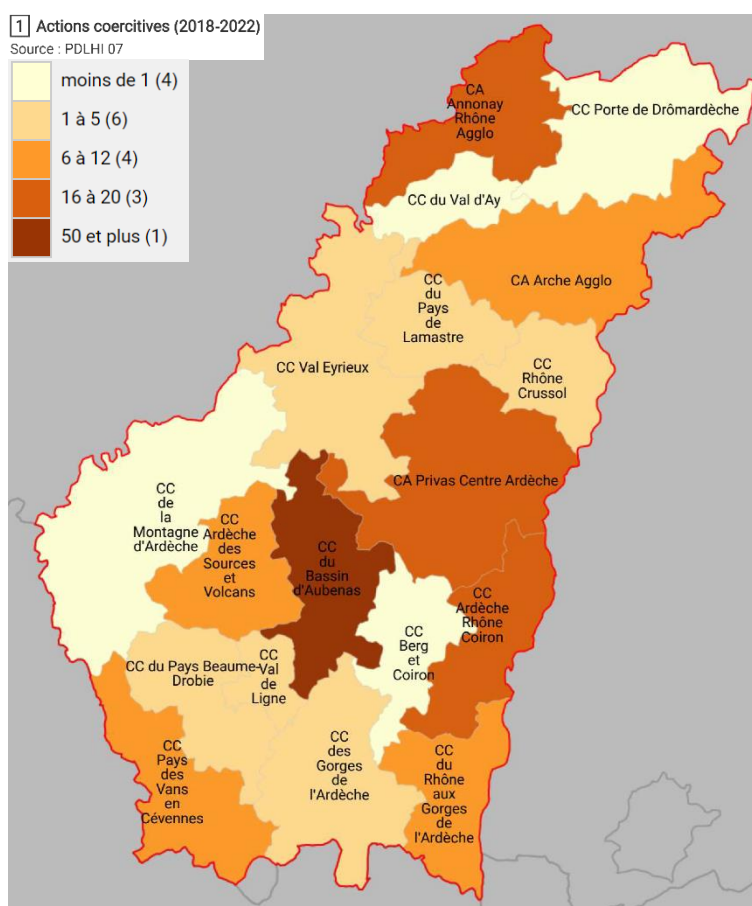 1 Actions coercitives (2018-2022)
Source : PDLHI 07
moins de 1 (4)
1 à 5 (6)
6 à 12 (4)
16 à 20 (3)
50 et plus (1)
CA
Annonay
Rhône
Agglo
CC Porte de Drômardèche
CC du Val d'Ay
CA Arche Agglo
CC
du
Pays
de
Lamastre
CC Val Eyrieux
CC
Rhône
Crussol
CA Privas Centre Ardèche
CC
de
la
Montagne
d'Ardèche
CC
Ardèche
des
Sources
et
Volcans
CC
du
Bassin
d'Aubenas
CC
Ardèche
Rhône
Coiron
CC
Berg
et
Coiron
CC du Pays Beaume-
Drobie
CC
Val
de
Ligne
CC
Pays
des
Vans
en
Cévennes
CC
des
Gorges
de
l'Ardèche
CC
du
Rhône
aux
Gorges
de
l'Ardèche